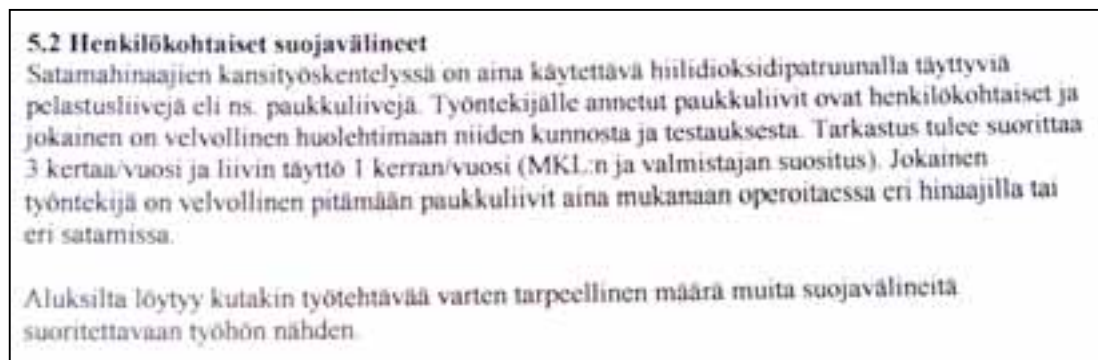 5.2 Henkilökohtaiset suojavälineet
Satamahinaajien kansityöskentelyssä on aina käytettävä hiilidioksidipatruunalla täyttyviä
pelastusliivejä eli ns. paukkuliivejä. Työntekijälle annetut paukkuliivit ovat henkilökohtaiset ja
jokainen on velvollinen huolehtimaan niiden kunnosta ja testauksesta. Tarkastus tulee suorittaa
3 kertaa/vuosi ja liivin täyttö 1 kerran/vuosi (MKL:n ja valmistajan suositus). Jokainen
työntekijä on velvollinen pitämään paukkuliivit aina mukanaan operoitaessa eri hinaajilla tai
eri satamissa.
Aluksilta löytyy kutakin työtehtävää varten tarpeellinen määrä muita suojavälineitä
suoritettavaan työhön nähden.